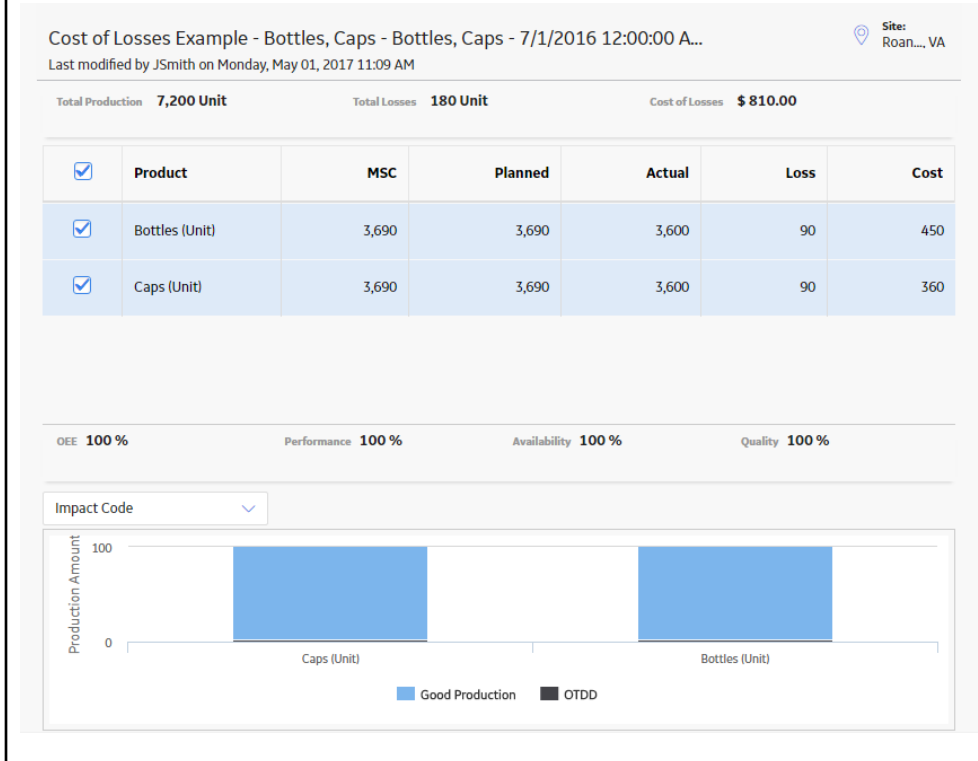 Cost of Losses Example - Bottles, Caps - Bottles, Caps - 7/1/2016 12:00:00 A...
Site:
Roan..., VA
Last modified by JSmith on Monday, May 01, 2017 11:09 AM
Total Production 7,200 Unit Total Losses 180 Unit Cost of Losses $ 810.00
Product MSC Planned Actual Loss Cost
Bottles (Unit) 3,690 3,690 3,600 90 450
Caps (Unit) 3,690 3,690 3,600 90 360
OEE 100 % Performance 100 % Availability 100 % Quality 100 %
Impact Code
Production Amount
100
0
Caps (Unit) Bottles (Unit)
Good Production OTDD